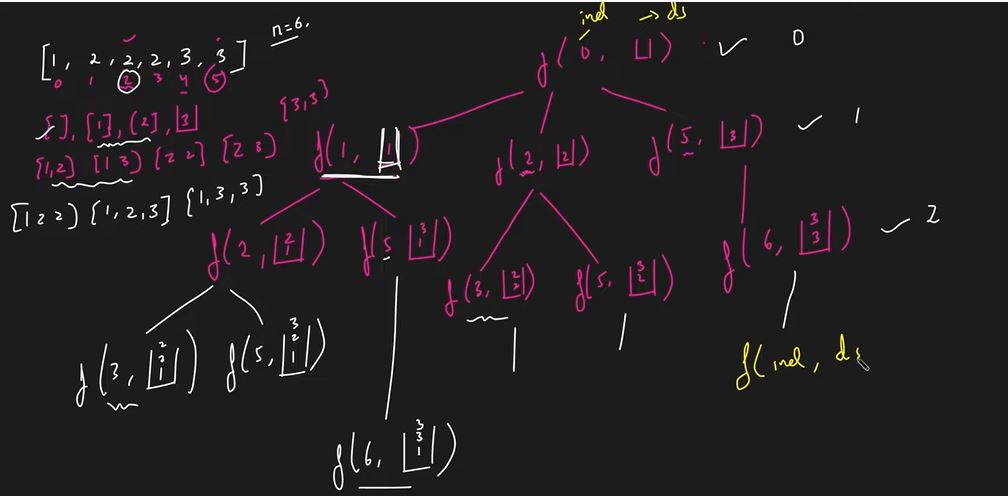 ind → ds
n=6.
[1, 2, 2, 2, 3, 3]
0 1 2 3 4 5
f(0, [])
0
[], [1], [2], [3]
[3,3]
[1,2] [1 3] [2 2] [2 3]
f(1, [1])
f(2, [2])
f(5, [3])
1
[1 2 2] [1, 2, 3] [1, 3, 3]
f(2, [2 1])
f(5 [3 1])
f(3, [2 2])
f(5, [3 2])
f(6, [3 3])
2
f(3, [2 2 1])
f(5, [3 2 1])
f(ind, ds
f(6, [3 3 1])